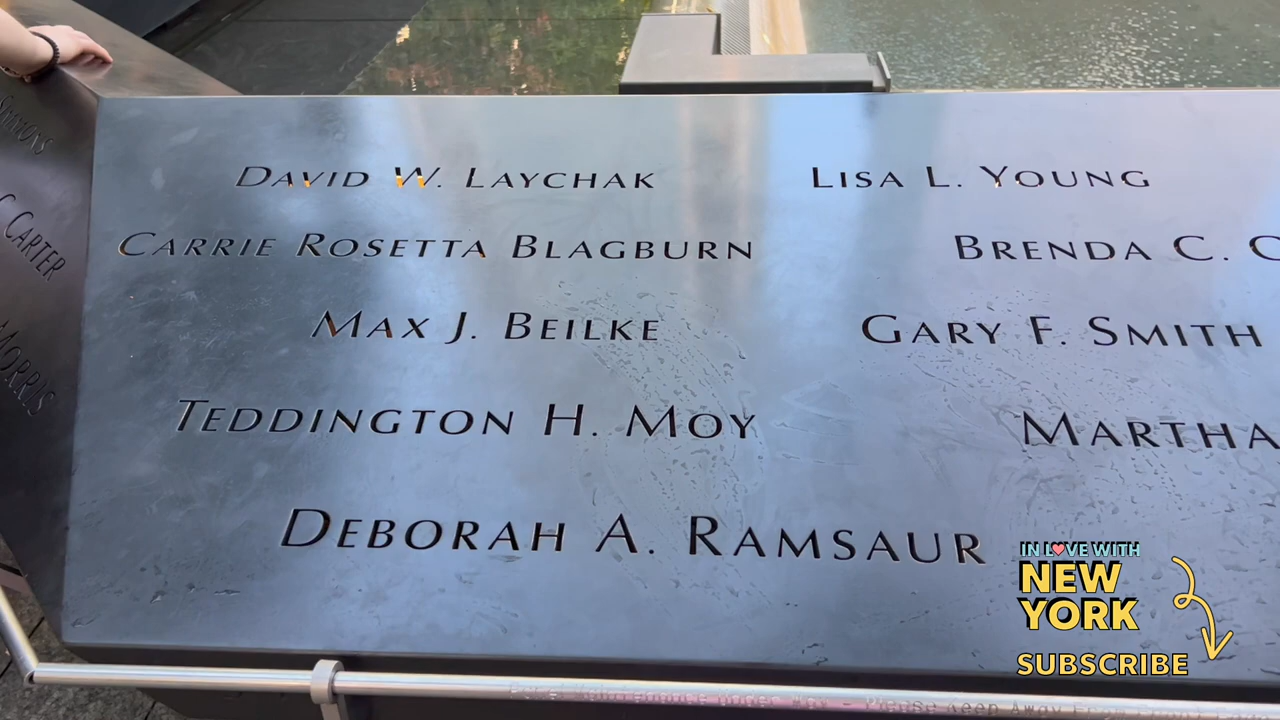 Simmons
C Carter
Morris
David W. Laychak
Lisa L. Young
Carrie Rosetta Blagburn
Brenda C.
Max J. Beilke
Gary F. Smith
Teddington H. Moy
Martha
Deborah A. Ramsaur
IN LOVE WITH
NEW
YORK
SUBSCRIBE